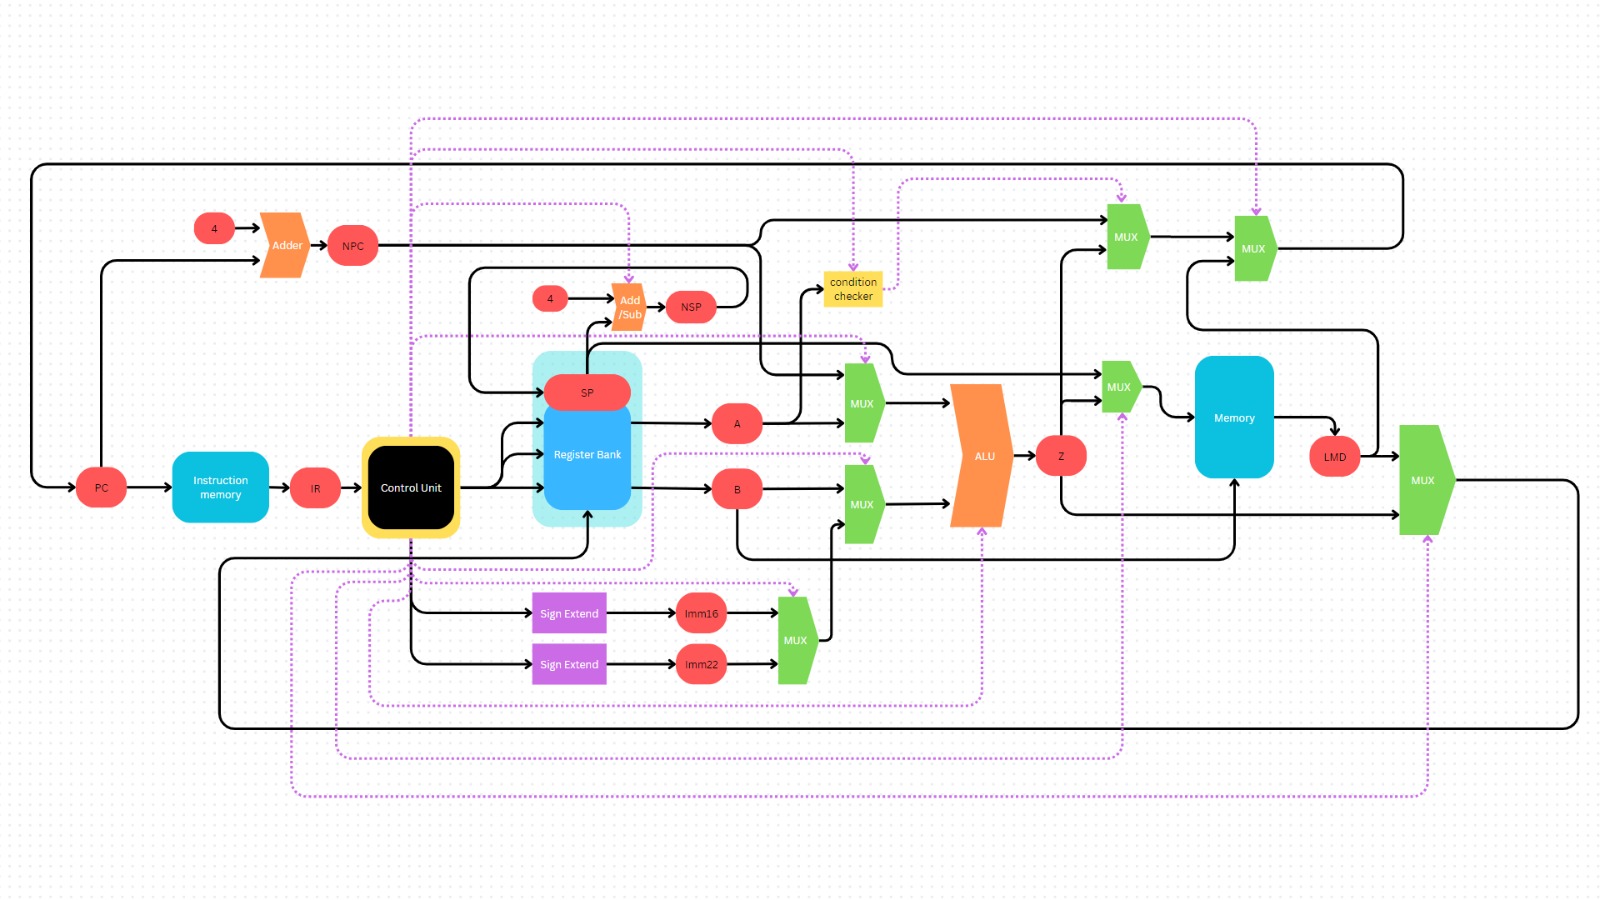 4
Adder
NPC
MUX
MUX
condition
checker
4
Add
/Sub
NSP
SP
MUX
MUX
Memory
A
Register Bank
ALU
Z
LMD
MUX
PC
Instruction
memory
IR
Control Unit
B
MUX
Sign Extend
Imm16
MUX
Sign Extend
Imm22